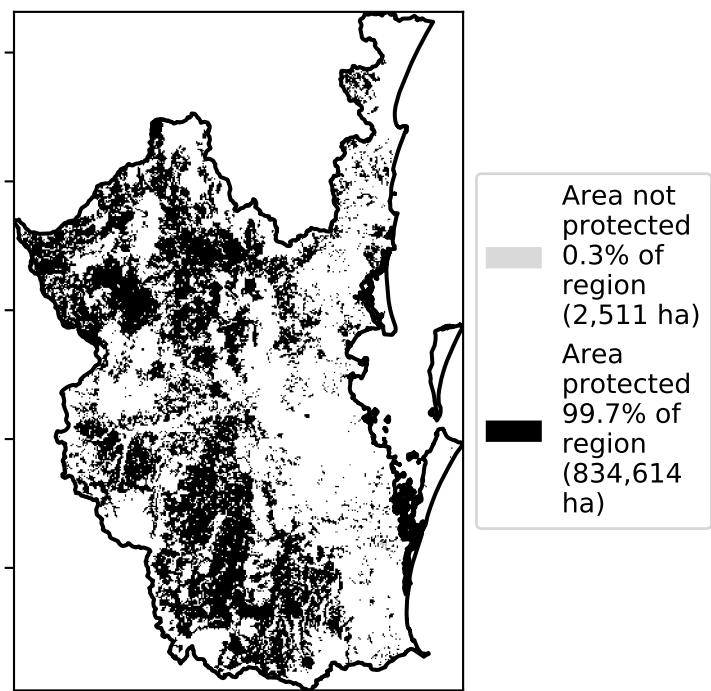 Area not
protected
0.3% of
region
(2,511 ha)
Area
protected
99.7% of
region
(834,614
ha)